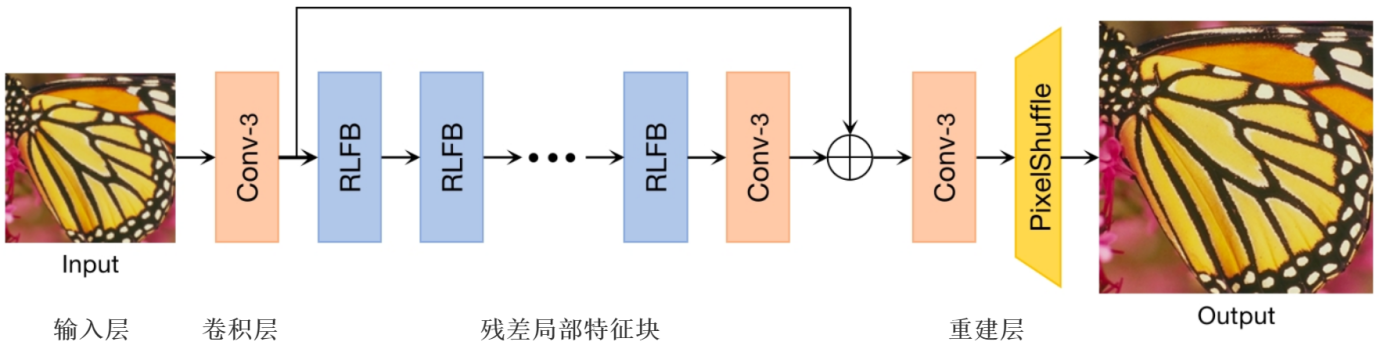 Conv-3
RLFB
RLFB
RLFB
Conv-3
Conv-3
PixelShuffle
Input
Output
输入层
卷积层
残差局部特征块
重建层